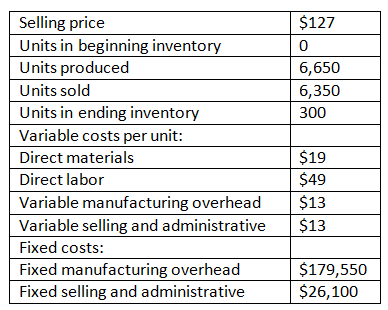 Selling price $127
Units in beginning inventory 0
Units produced 6,650
Units sold 6,350
Units in ending inventory 300
Variable costs per unit:
Direct materials $19
Direct labor $49
Variable manufacturing overhead $13
Variable selling and administrative $13
Fixed costs:
Fixed manufacturing overhead $179,550
Fixed selling and administrative $26,100